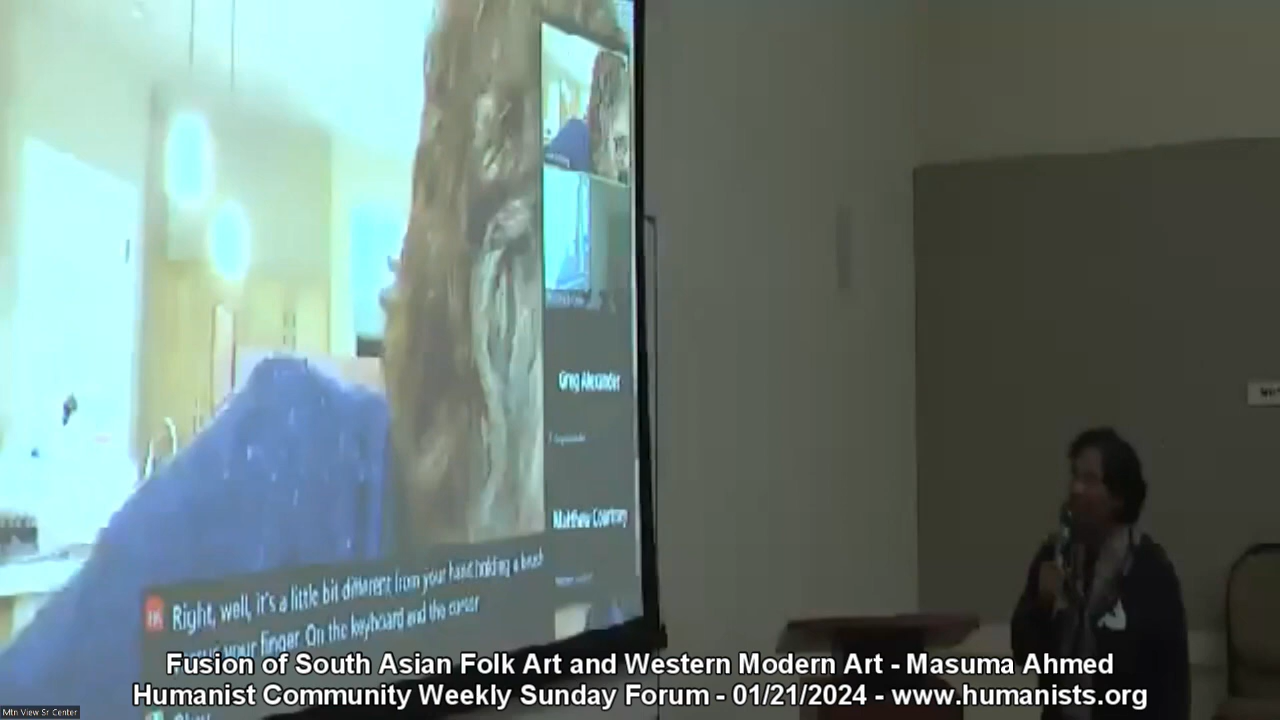 Greg Alexander
Matthew Courtney
Right, well, it's a little bit different from your hand holding a brush
your finger. On the keyboard and the cursor
Fusion of South Asian Folk Art and Western Modern Art - Masuma Ahmed
Humanist Community Weekly Sunday Forum - 01/21/2024 - www.humanists.org
Mtn View Sr Center